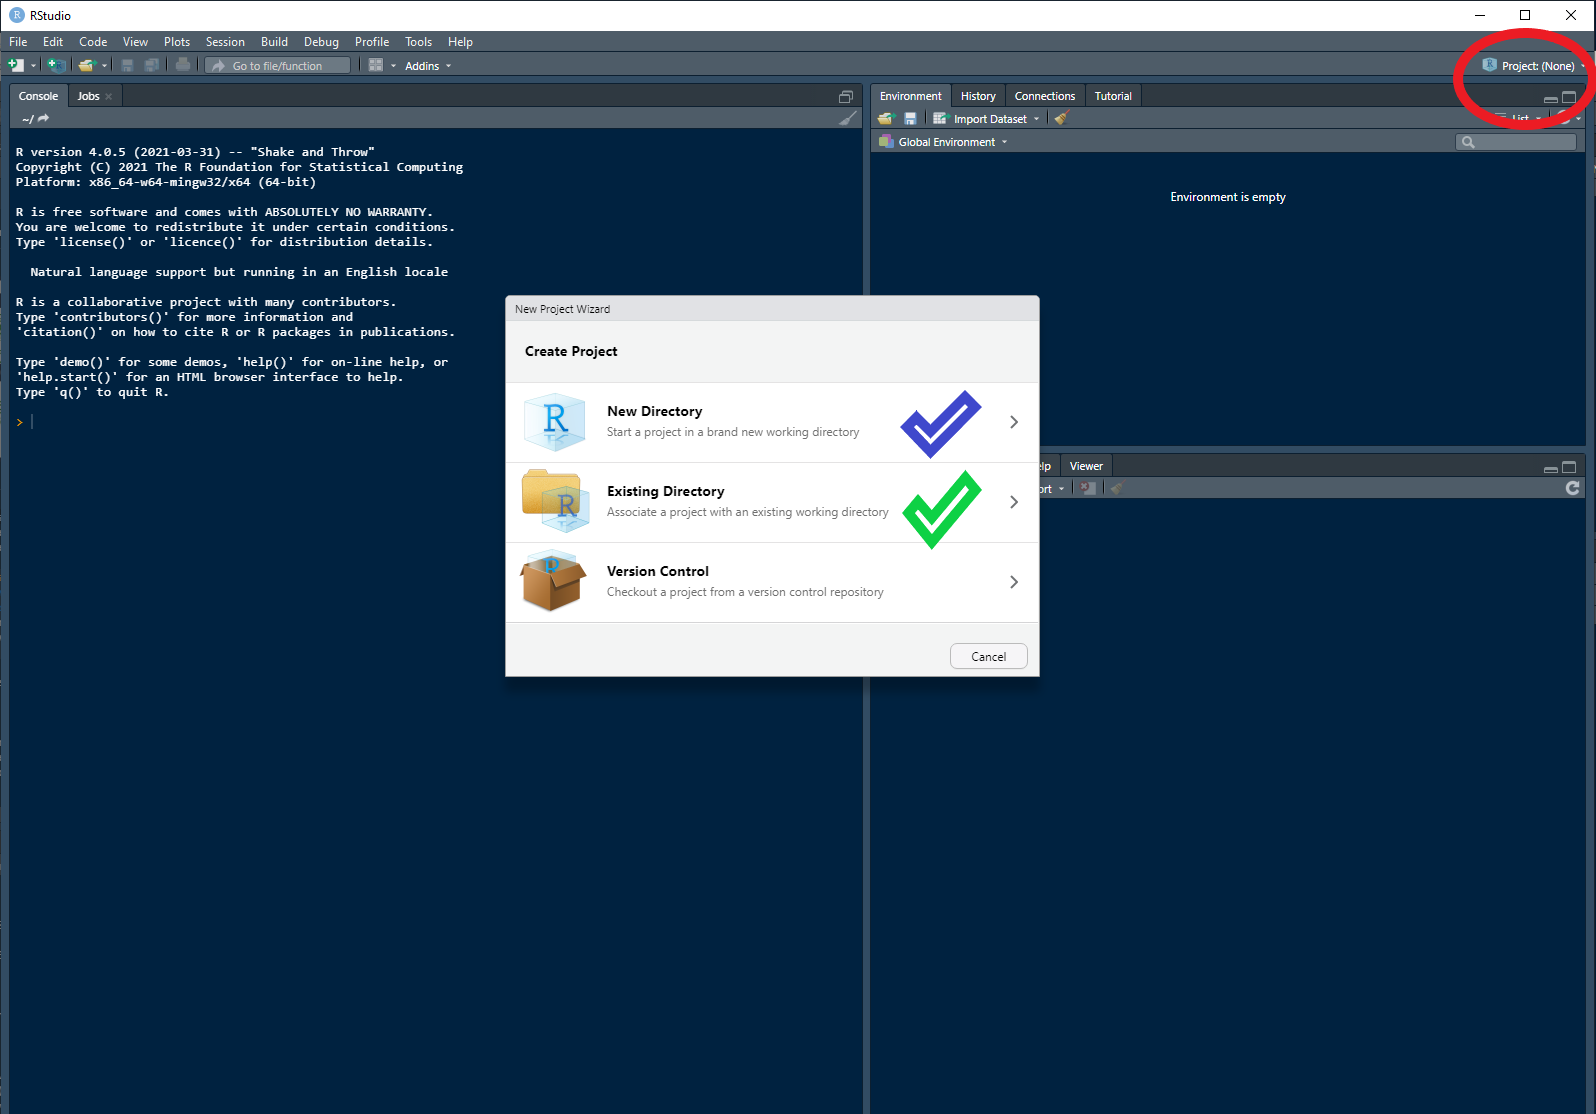 RStudio
File Edit Code View Plots Session Build Debug Profile Tools Help
Go to file/function Addins
Project: (None)
Console Jobs
~/
R version 4.0.5 (2021-03-31) -- "Shake and Throw"
Copyright (C) 2021 The R Foundation for Statistical Computing
Platform: x86_64-w64-mingw32/x64 (64-bit)
R is free software and comes with ABSOLUTELY NO WARRANTY.
You are welcome to redistribute it under certain conditions.
Type 'license()' or 'licence()' for distribution details.
Natural language support but running in an English locale
R is a collaborative project with many contributors.
Type 'contributors()' for more information and
'citation()' on how to cite R or R packages in publications.
Type 'demo()' for some demos, 'help()' for on-line help, or
'help.start()' for an HTML browser interface to help.
Type 'q()' to quit R.
>
Environment History Connections Tutorial
Import Dataset List
Global Environment
Environment is empty
New Project Wizard
Create Project
New Directory
Start a project in a brand new working directory
Existing Directory
Associate a project with an existing working directory
Version Control
Checkout a project from a version control repository
Cancel
Viewer